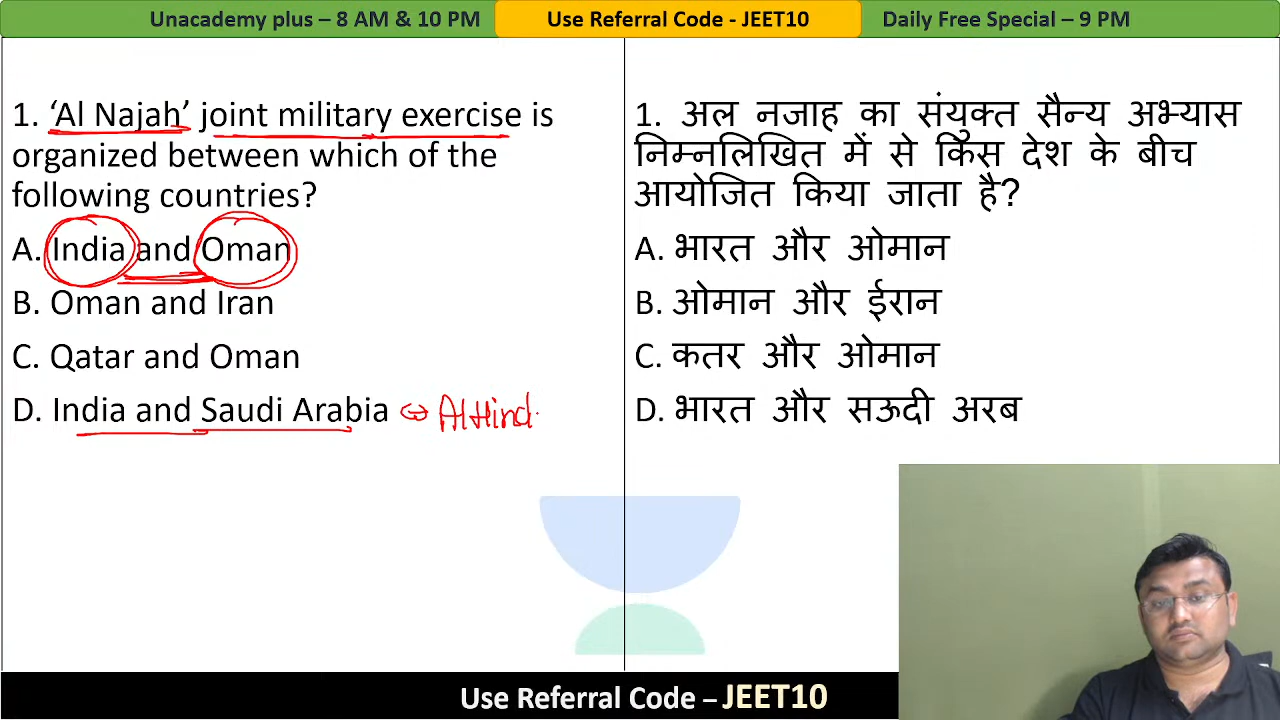 Unacademy plus – 8 AM & 10 PM
Use Referral Code - JEET10
Daily Free Special – 9 PM
1. ‘Al Najah’ joint military exercise is
organized between which of the
following countries?
A. India and Oman
B. Oman and Iran
C. Qatar and Oman
D. India and Saudi Arabia ⇔ Al Hind
1. अल नजाह का संयुक्त सैन्य अभ्यास
निम्नलिखित में से किस देश के बीच
आयोजित किया जाता है?
A. भारत और ओमान
B. ओमान और ईरान
C. कतर और ओमान
D. भारत और सऊदी अरब
Use Referral Code – JEET10